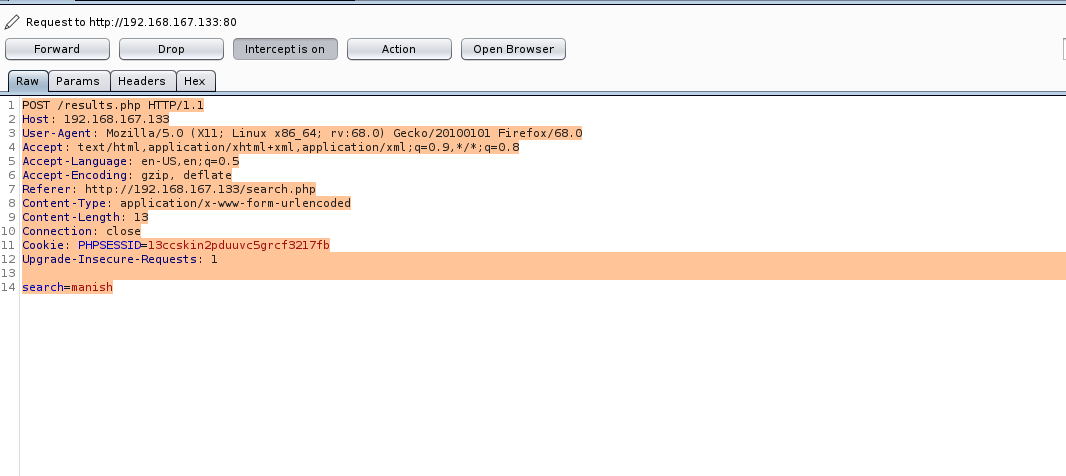 Request to http://192.168.167.133:80
Forward Drop Intercept is on Action Open Browser
Raw Params Headers Hex
1 POST /results.php HTTP/1.1
2 Host: 192.168.167.133
3 User-Agent: Mozilla/5.0 (X11; Linux x86_64; rv:68.0) Gecko/20100101 Firefox/68.0
4 Accept: text/html,application/xhtml+xml,application/xml;q=0.9,*/*;q=0.8
5 Accept-Language: en-US,en;q=0.5
6 Accept-Encoding: gzip, deflate
7 Referer: http://192.168.167.133/search.php
8 Content-Type: application/x-www-form-urlencoded
9 Content-Length: 13
10 Connection: close
11 Cookie: PHPSESSID=13ccskin2pduuvc5grcf3217fb
12 Upgrade-Insecure-Requests: 1
13
14 search=manish